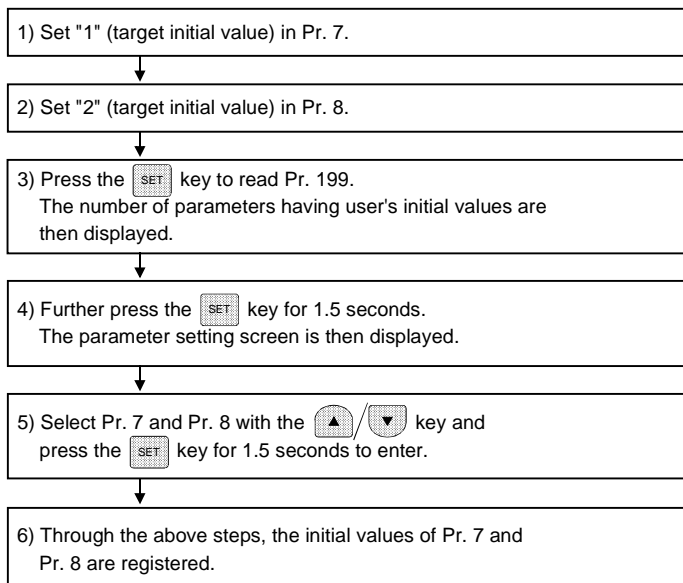 1) Set "1" (target initial value) in Pr. 7.
2) Set "2" (target initial value) in Pr. 8.
3) Press the SET key to read Pr. 199.
The number of parameters having user's initial values are
then displayed.
4) Further press the SET key for 1.5 seconds.
The parameter setting screen is then displayed.
5) Select Pr. 7 and Pr. 8 with the ▲/▼ key and
press the SET key for 1.5 seconds to enter.
6) Through the above steps, the initial values of Pr. 7 and
Pr. 8 are registered.